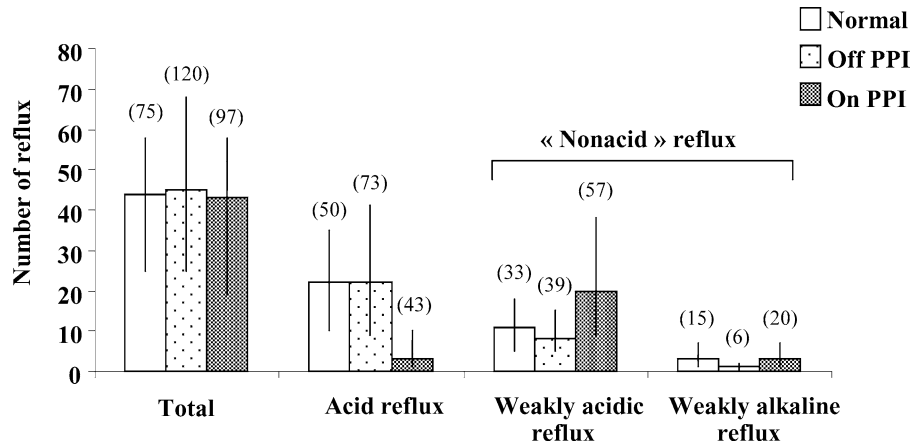 Normal
Off PPI
On PPI
Number of reflux
80
70
60
50
40
30
20
10
0
(75)
(120)
(97)
(50)
(73)
(43)
« Nonacid » reflux
(33)
(39)
(57)
(15)
(6)
(20)
Total
Acid reflux
Weakly acidic
reflux
Weakly alkaline
reflux